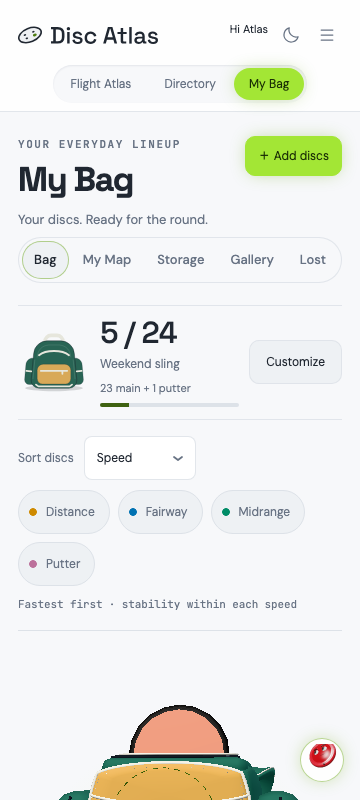 Disc Atlas
Hi Atlas
Flight Atlas
Directory
My Bag
YOUR EVERYDAY LINEUP
+ Add discs
My Bag
Your discs. Ready for the round.
Bag
My Map
Storage
Gallery
Lost
5 / 24
Weekend sling
23 main + 1 putter
Customize
Sort discs
Speed
Distance
Fairway
Midrange
Putter
Fastest first · stability within each speed